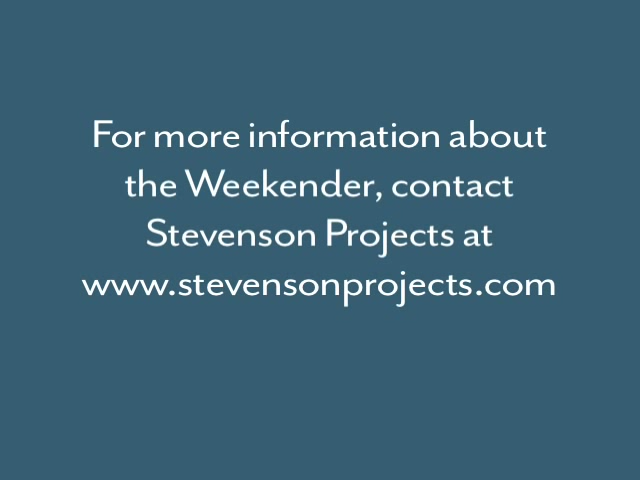 For more information about
the Weekender, contact
Stevenson Projects at
www.stevensonprojects.com